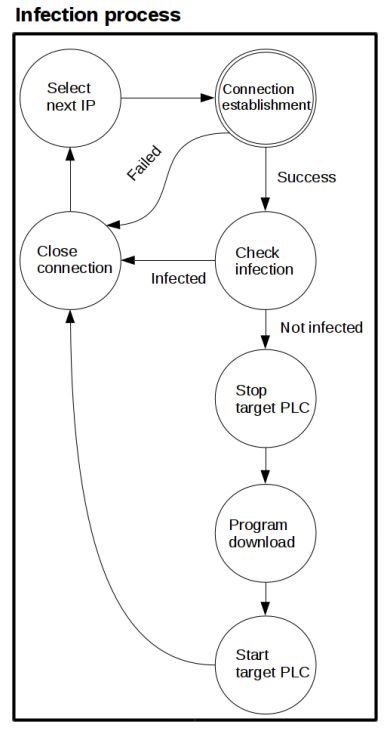 Infection process
Select
next IP
Connection
establishment
Failed
Success
Close
connection
Check
infection
Infected
Not infected
Stop
target PLC
Program
download
Start
target PLC